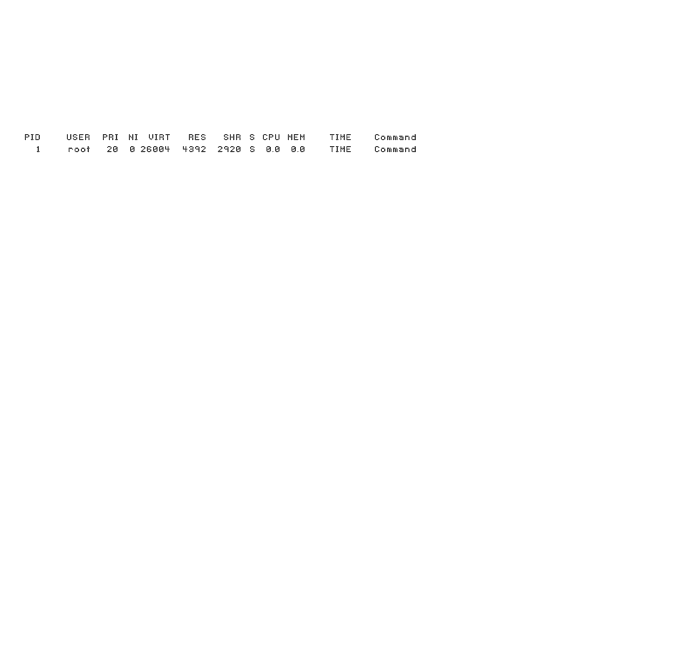 PID USER PRI NI VIRT RES SHR S CPU MEM TIME Command
1 root 20 0 26004 4392 2920 S 0.0 0.0 TIME Command